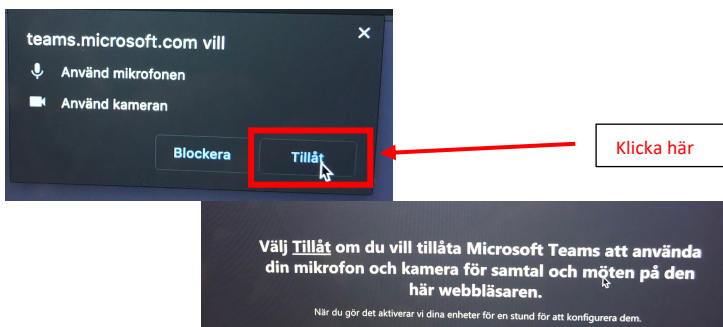 teams.microsoft.com vill
Använd mikrofonen
Använd kameran
Blockera
Tillåt
Klicka här
Välj Tillåt om du vill tillåta Microsoft Teams att använda
din mikrofon och kamera för samtal och möten på den
här webbläsaren.
När du gör det aktiverar vi dina enheter för en stund för att konfigurera dem.